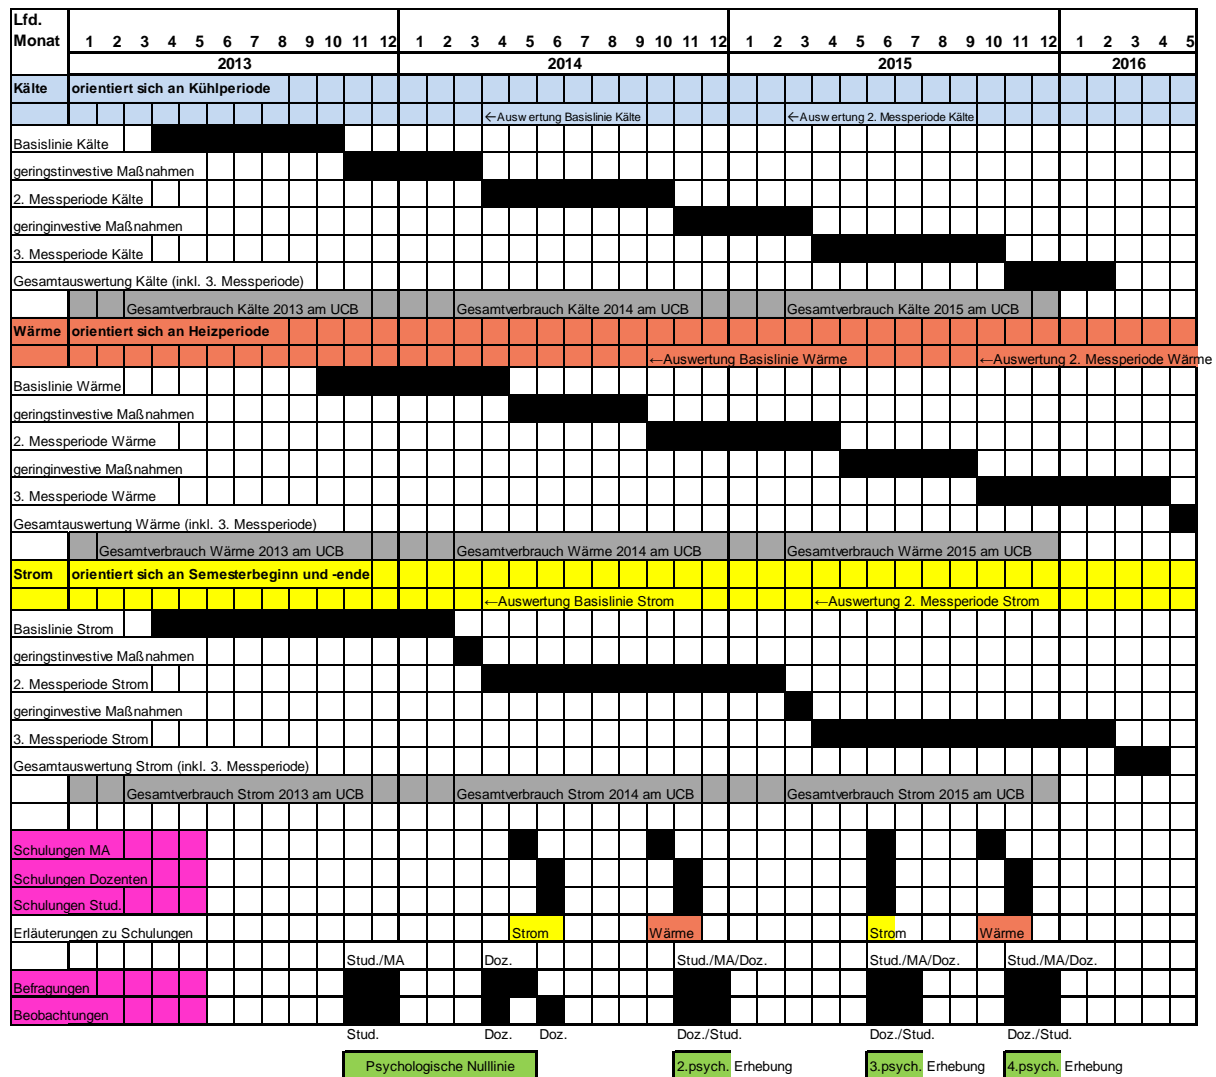 Lfd.
Monat 1 2 3 4 5 6 7 8 9 10 11 12 1 2 3 4 5 6 7 8 9 10 11 12 1 2 3 4 5 6 7 8 9 10 11 12 1 2 3 4 5
2013 2014 2015 2016
Kälte orientiert sich an Kühlperiode
←Auswertung Basislinie Kälte ←Auswertung 2. Messperiode Kälte
Basislinie Kälte
geringstinvestive Maßnahmen
2. Messperiode Kälte
geringinvestive Maßnahmen
3. Messperiode Kälte
Gesamtauswertung Kälte (inkl. 3. Messperiode)
Gesamtverbrauch Kälte 2013 am UCB Gesamtverbrauch Kälte 2014 am UCB Gesamtverbrauch Kälte 2015 am UCB
Wärme orientiert sich an Heizperiode
←Auswertung Basislinie Wärme ←Auswertung 2. Messperiode Wärme
Basislinie Wärme
geringstinvestive Maßnahmen
2. Messperiode Wärme
geringinvestive Maßnahmen
3. Messperiode Wärme
Gesamtauswertung Wärme (inkl. 3. Messperiode)
Gesamtverbrauch Wärme 2013 am UCB Gesamtverbrauch Wärme 2014 am UCB Gesamtverbrauch Wärme 2015 am UCB
Strom orientiert sich an Semesterbeginn und -ende
←Auswertung Basislinie Strom ←Auswertung 2. Messperiode Strom
Basislinie Strom
geringstinvestive Maßnahmen
2. Messperiode Strom
geringinvestive Maßnahmen
3. Messperiode Strom
Gesamtauswertung Strom (inkl. 3. Messperiode)
Gesamtverbrauch Strom 2013 am UCB Gesamtverbrauch Strom 2014 am UCB Gesamtverbrauch Strom 2015 am UCB
Schulungen MA
Schulungen Dozenten
Schulungen Stud.
Erläuterungen zu Schulungen Strom Wärme Strom Wärme
Stud./MA Doz. Stud./MA/Doz. Stud./MA/Doz. Stud./MA/Doz.
Befragungen
Beobachtungen
Stud. Doz. Doz. Doz./Stud. Doz./Stud. Doz./Stud.
Psychologische Nulllinie 2.psych. Erhebung 3.psych. Erhebung 4.psych. Erhebung